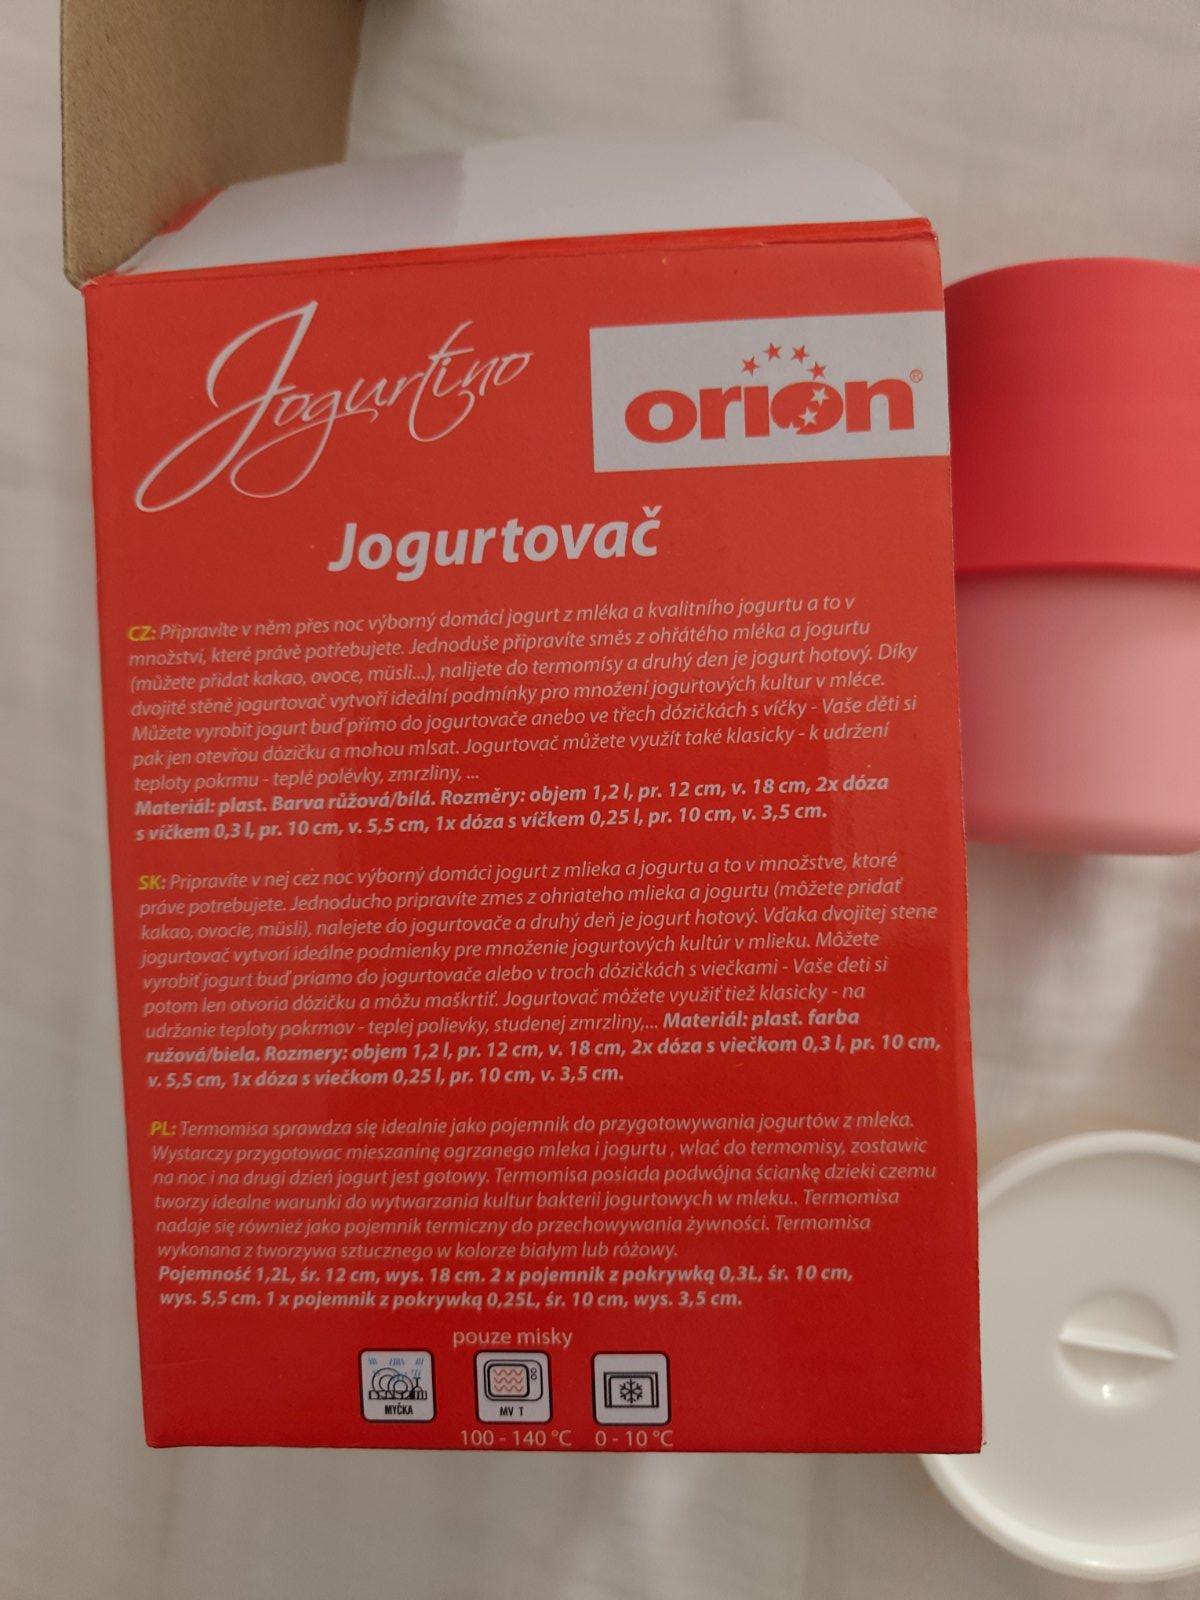 Jogurtino
orion®
Jogurtovač
CZ: Připravíte v něm přes noc výborný domácí jogurt z mléka a kvalitního jogurtu a to v
množství, které právě potřebujete. Jednoduše připravíte směs z ohřátého mléka a jogurtu
(můžete přidat kakao, ovoce, müsli...), nalijete do termomísy a druhý den je jogurt hotový. Díky
dvojité stěně jogurtovač vytvoří ideální podmínky pro množení jogurtových kultur v mléce.
Můžete vyrobit jogurt buď přímo do jogurtovače anebo ve třech dózičkách s víčky - Vaše děti si
pak jen otevřou dózičku a mohou mlsat. Jogurtovač můžete využít také klasicky - k udržení
teploty pokrmu - teplé polévky, zmrzliny, ...
Materiál: plast. Barva růžová/bílá. Rozměry: objem 1,2 l, pr. 12 cm, v. 18 cm, 2x dóza
s víčkem 0,3 l, pr. 10 cm, v. 5,5 cm, 1x dóza s víčkem 0,25 l, pr. 10 cm, v. 3,5 cm.
SK: Pripravíte v nej cez noc výborný domáci jogurt z mlieka a jogurtu a to v množstve, ktoré
práve potrebujete. Jednoducho pripravíte zmes z ohriateho mlieka a jogurtu (môžete pridať
kakao, ovocie, müsli), nalejete do jogurtovače a druhý deň je jogurt hotový. Vďaka dvojitej stene
jogurtovač vytvorí ideálne podmienky pre množenie jogurtových kultúr v mlieku. Môžete
vyrobiť jogurt buď priamo do jogurtovače alebo v troch dózičkách s viečkami - Vaše deti si
potom len otvoria dózičku a môžu maškrtiť. Jogurtovač môžete využiť tiež klasicky - na
udržanie teploty pokrmov - teplej polievky, studenej zmrzliny,... Materiál: plast. farba
ružová/biela. Rozmery: objem 1,2 l, pr. 12 cm, v. 18 cm, 2x dóza s viečkom 0,3 l, pr. 10 cm,
v. 5,5 cm, 1x dóza s viečkom 0,25 l, pr. 10 cm, v. 3,5 cm.
PL: Termomisa sprawdza się idealnie jako pojemnik do przygotowywania jogurtów z mleka.
Wystarczy przygotowac mieszaninę ogrzanego mleka i jogurtu , wlać do termomisy, zostawic
na noc i na drugi dzień jogurt jest gotowy. Termomisa posiada podwójna ściankę dzieki czemu
tworzy idealne warunki do wytwarzania kultur bakterii jogurtowych w mleku.. Termomisa
nadaje się również jako pojemnik termiczny do przechowywania żywności. Termomisa
wykonana z tworzywa sztucznego w kolorze białym lub różowy.
Pojemność 1,2L, śr. 12 cm, wys. 18 cm. 2 x pojemnik z pokrywką 0,3L, śr. 10 cm,
wys. 5,5 cm. 1 x pojemnik z pokrywką 0,25L, śr. 10 cm, wys. 3,5 cm.
pouze misky
MYČKA
MV T
100 - 140 °C 0 - 10 °C